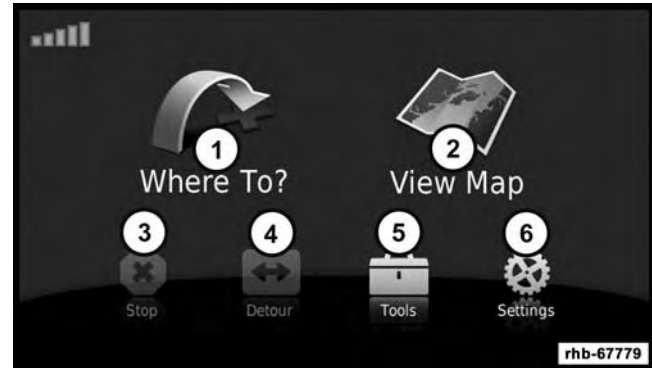 1
2
Where To?
View Map
3
4
5
6
Stop
Detour
Tools
Settings
rhb-67779